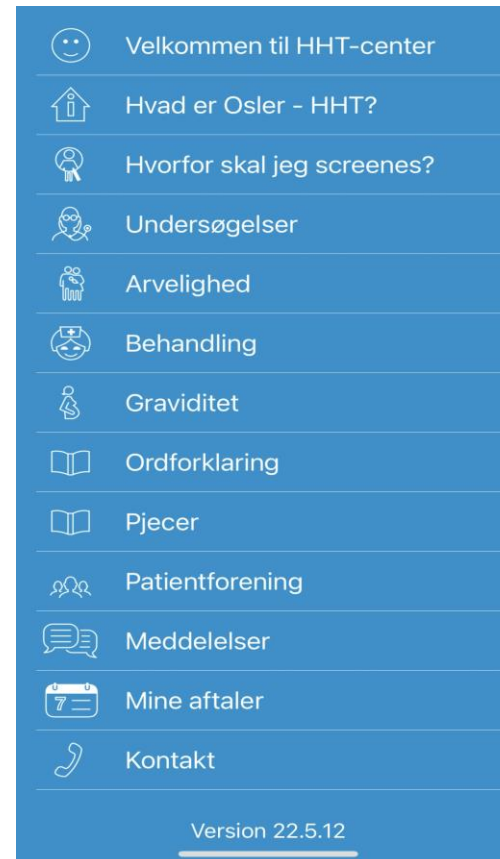 Velkommen til HHT-center
Hvad er Osler - HHT?
Hvorfor skal jeg screenes?
Undersøgelser
Arvelighed
Behandling
Graviditet
Ordforklaring
Pjecer
Patientforening
Meddelelser
7
Mine aftaler
Kontakt
Version 22.5.12